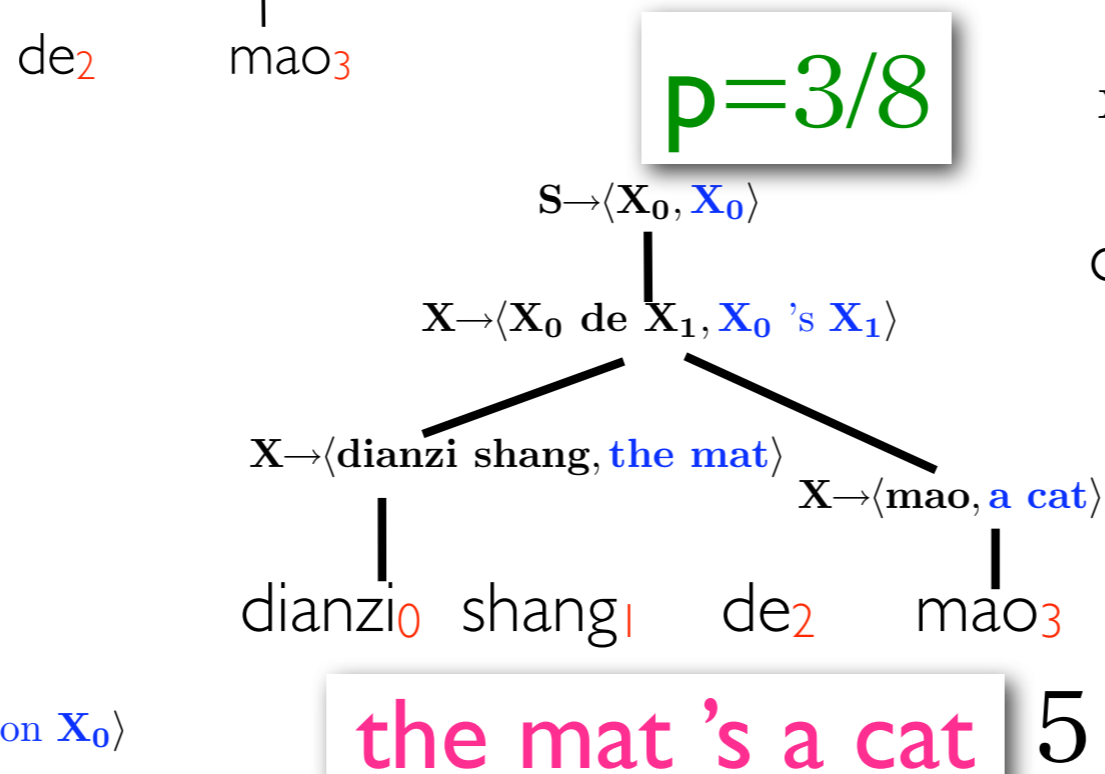 de2 mao3
p=3/8
S→⟨X0, X0⟩
X→⟨X0 de X1, X0 's X1⟩
X→⟨dianzi shang, the mat⟩
X→⟨mao, a cat⟩
dianzi0 shang1 de2 mao3
on X0⟩
the mat 's a cat 5